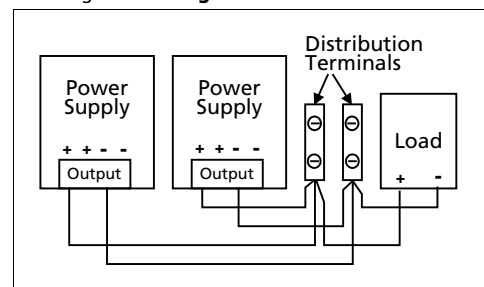 Distribution
Terminals
Power
Supply
+ + - -
Output
Power
Supply
+ + - -
Output
Load
+ -